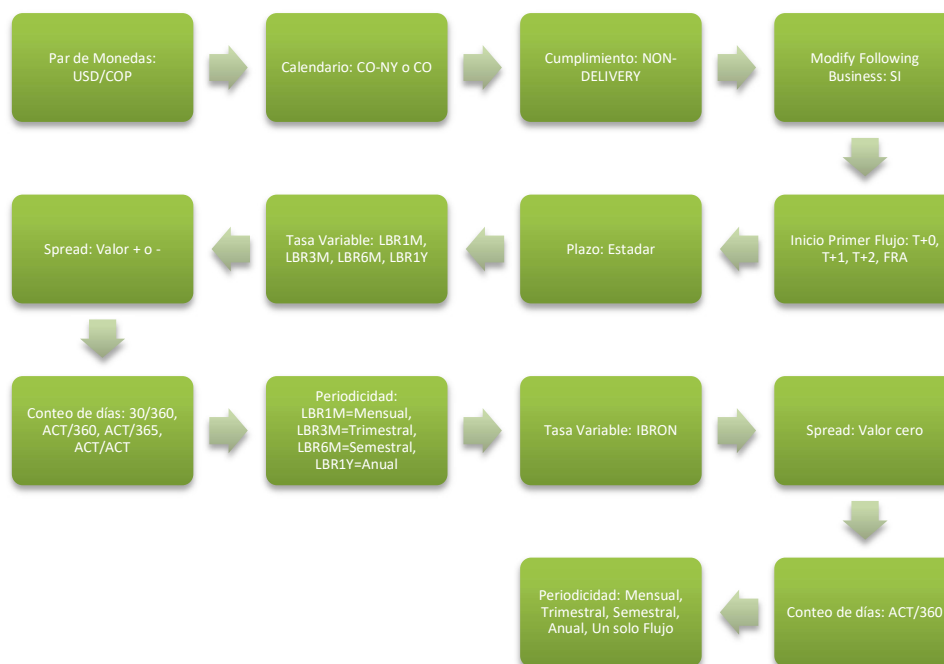 Par de Monedas:
USD/COP
Calendario: CO-NY o CO
Cumplimiento: NON-
DELIVERY
Modify Following
Business: SI
Inicio Primer Flujo: T+0,
T+1, T+2, FRA
Plazo: Estadar
Tasa Variable: LBR1M,
LBR3M, LBR6M, LBR1Y
Spread: Valor + o -
Conteo de días: 30/360,
ACT/360, ACT/365,
ACT/ACT
Periodicidad:
LBR1M=Mensual,
LBR3M=Trimestral,
LBR6M=Semestral,
LBR1Y=Anual
Tasa Variable: IBRON
Spread: Valor cero
Conteo de días: ACT/360
Periodicidad: Mensual,
Trimestral, Semestral,
Anual, Un solo Flujo